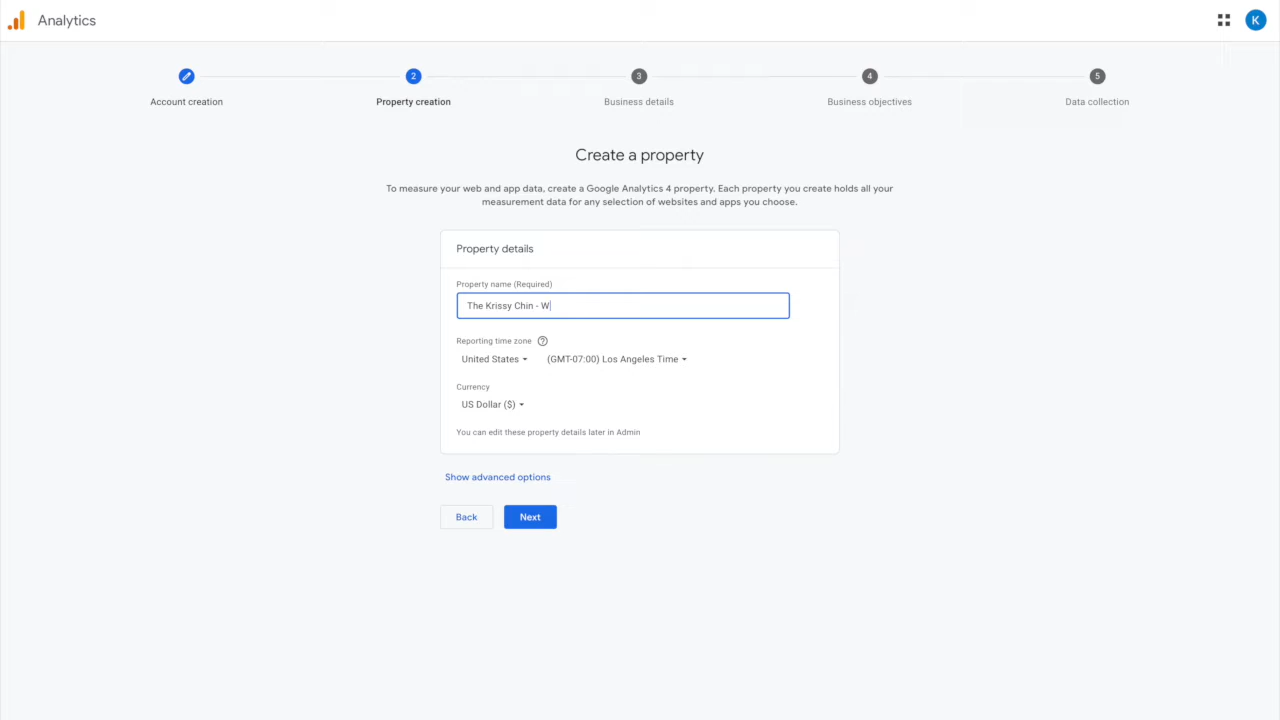 Analytics
K
2
3
4
5
Account creation
Property creation
Business details
Business objectives
Data collection
Create a property
To measure your web and app data, create a Google Analytics 4 property. Each property you create holds all your
measurement data for any selection of websites and apps you choose.
Property details
Property name (Required)
The Krissy Chin - W
Reporting time zone ?
United States (GMT-07:00) Los Angeles Time
Currency
US Dollar ($)
You can edit these property details later in Admin
Show advanced options
Back Next